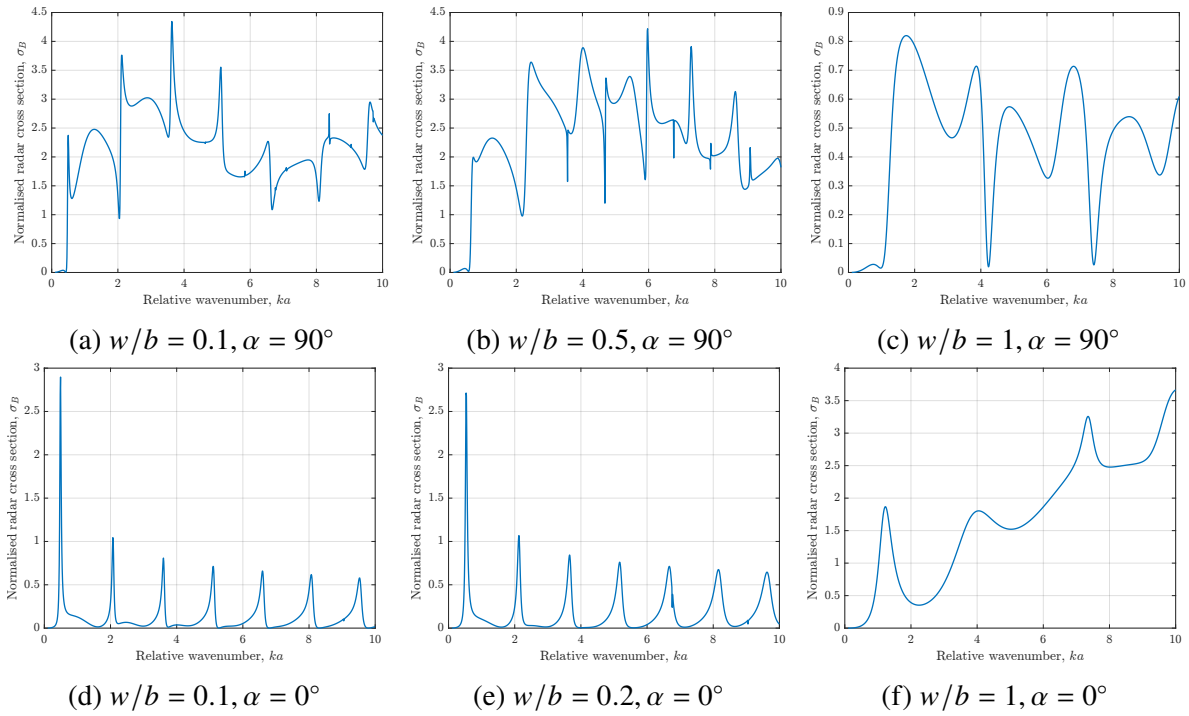 Normalised radar cross section, σ_B
4.5
4
3.5
3
2.5
2
1.5
1
0.5
0
0 2 4 6 8 10
Relative wavenumber, ka
(a) w/b = 0.1, α = 90°
Normalised radar cross section, σ_B
4.5
4
3.5
3
2.5
2
1.5
1
0.5
0
0 2 4 6 8 10
Relative wavenumber, ka
(b) w/b = 0.5, α = 90°
Normalised radar cross section, σ_B
0.9
0.8
0.7
0.6
0.5
0.4
0.3
0.2
0.1
0
0 2 4 6 8 10
Relative wavenumber, ka
(c) w/b = 1, α = 90°
Normalised radar cross section, σ_B
3
2.5
2
1.5
1
0.5
0
0 2 4 6 8 10
Relative wavenumber, ka
(d) w/b = 0.1, α = 0°
Normalised radar cross section, σ_B
3
2.5
2
1.5
1
0.5
0
0 2 4 6 8 10
Relative wavenumber, ka
(e) w/b = 0.2, α = 0°
Normalised radar cross section, σ_B
4
3.5
3
2.5
2
1.5
1
0.5
0
0 2 4 6 8 10
Relative wavenumber, ka
(f) w/b = 1, α = 0°